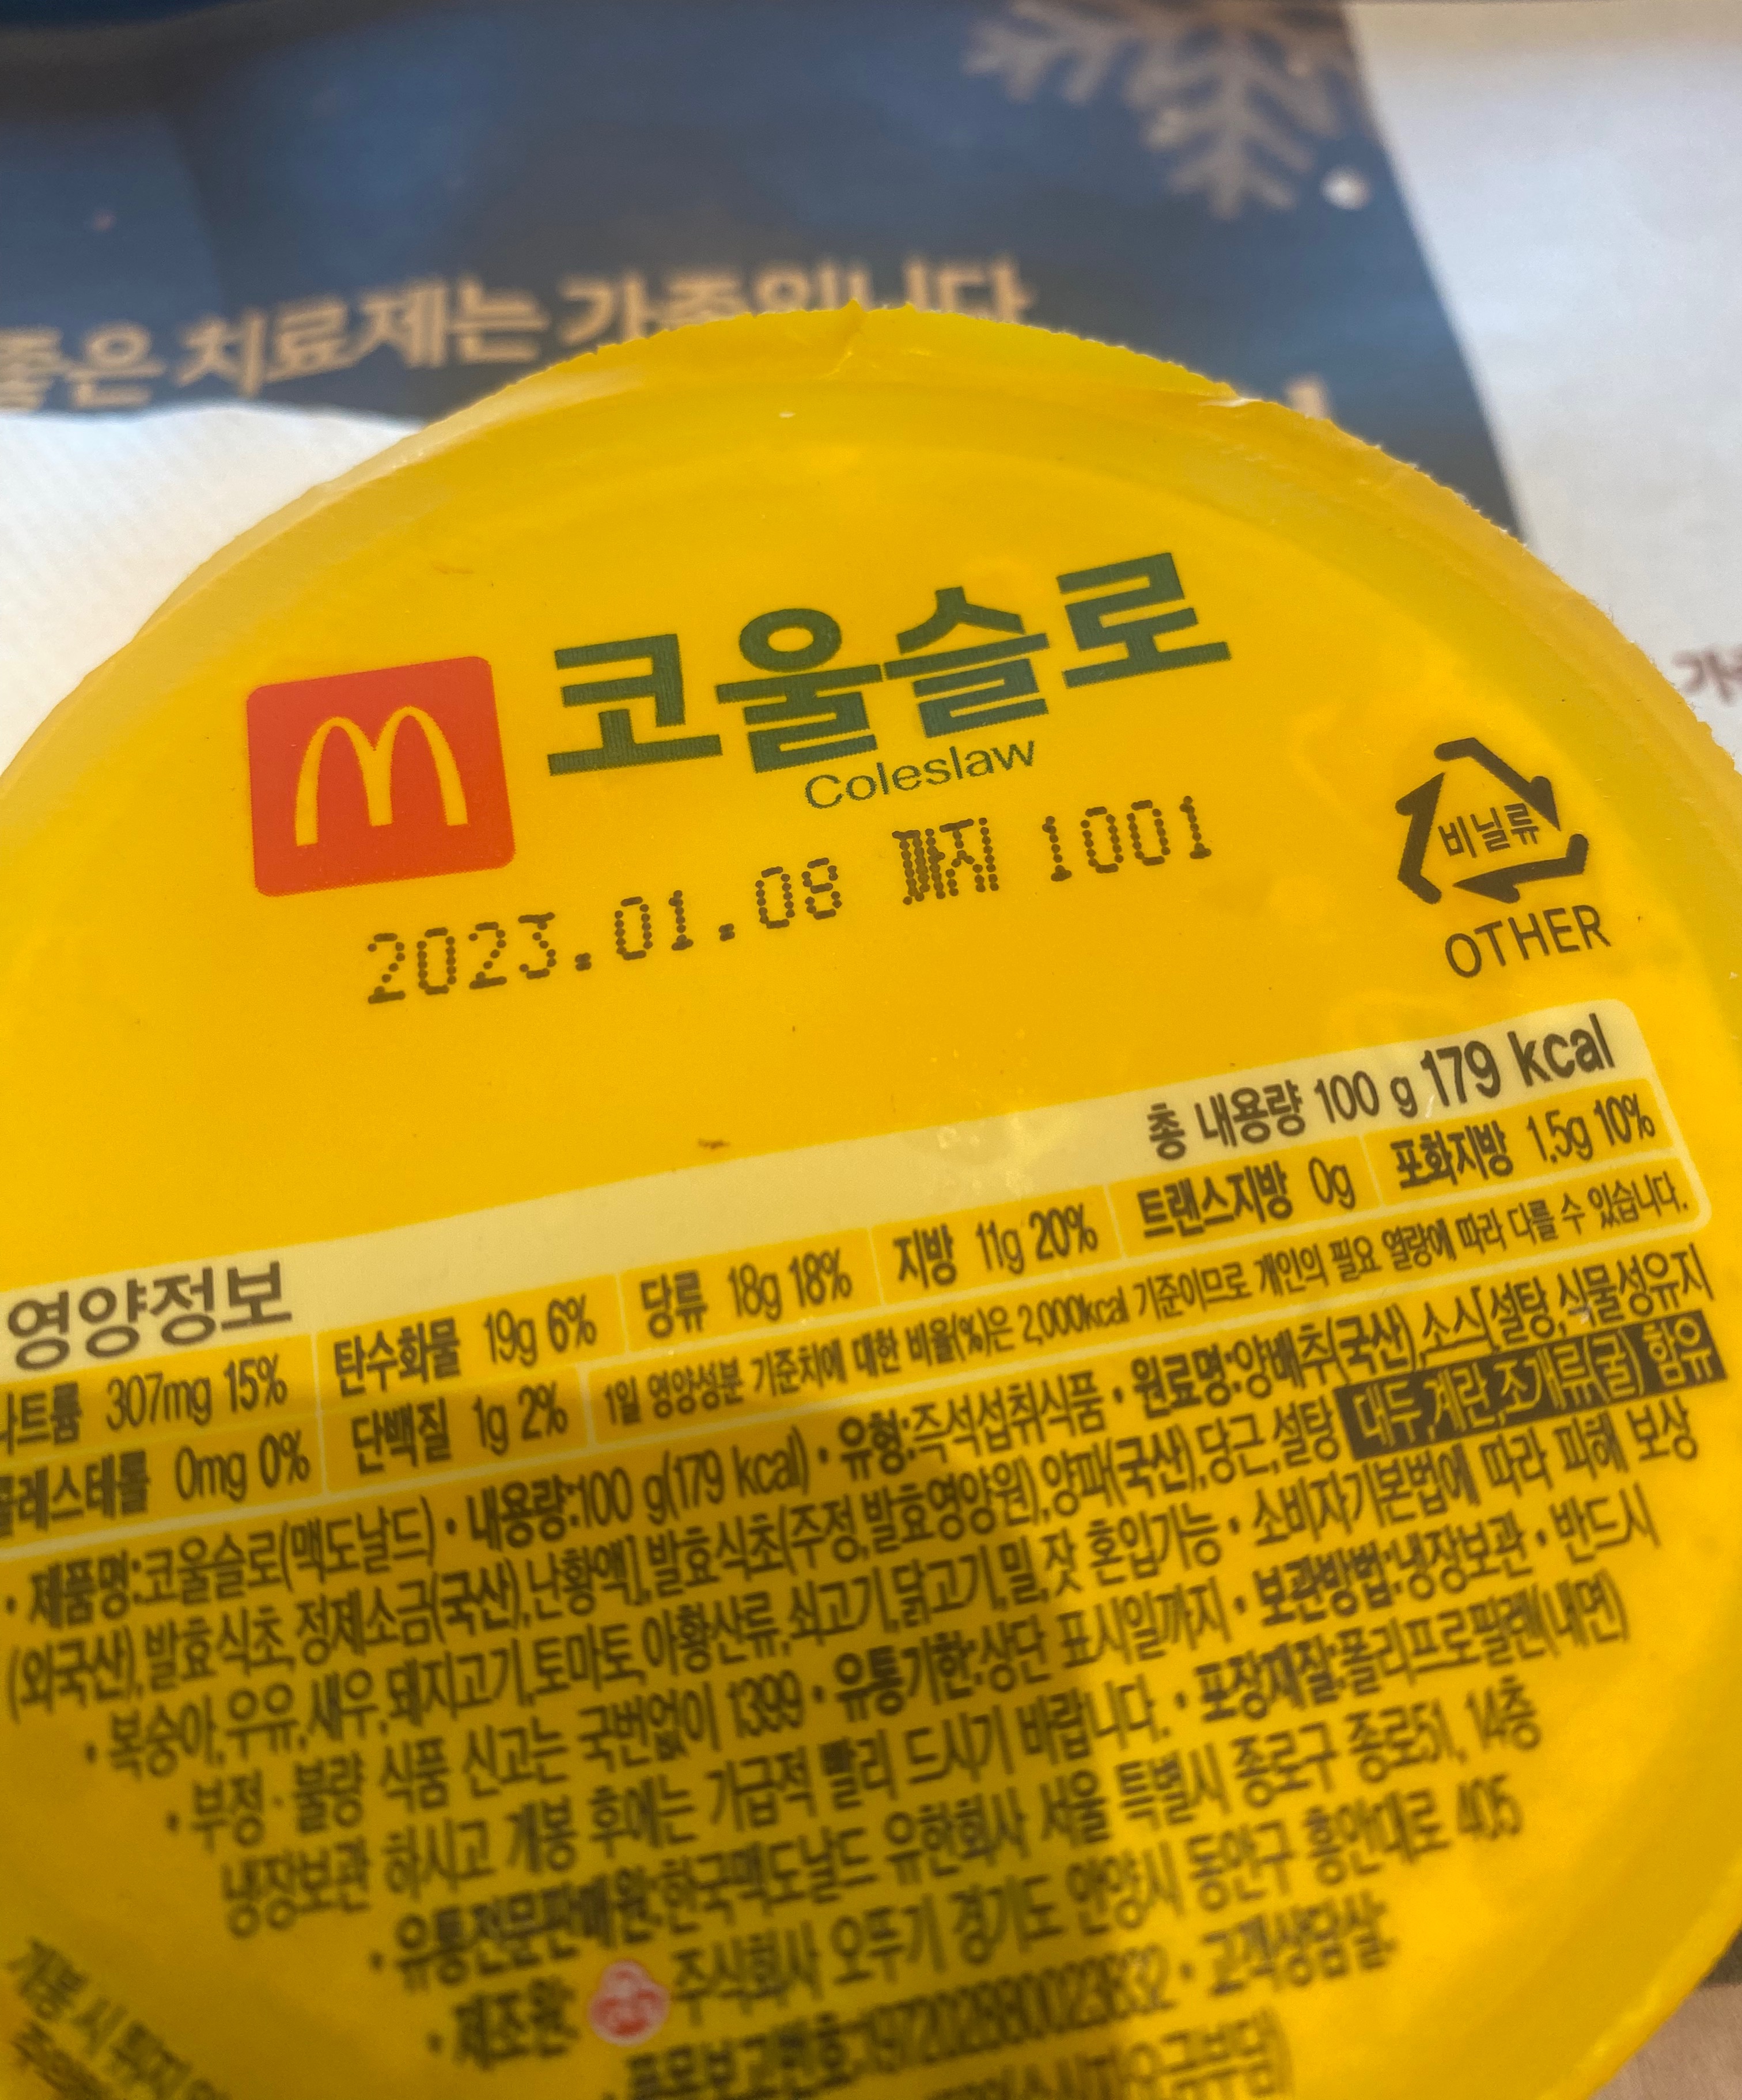 좋은 치료제는 가족입니다
코울슬로
Coleslaw
2023.01.08 까지 1001
비닐류
OTHER
총 내용량 100 g 179 kcal
영양정보
나트륨 307mg 15% 탄수화물 19g 6% 당류 18g 18% 지방 11g 20% 트랜스지방 0g 포화지방 1.5g 10%
콜레스테롤 0mg 0% 단백질 1g 2% 1일 영양성분 기준치에 대한 비율(%)은 2,000kcal 기준이므로 개인의 필요 열량에 따라 다를 수 있습니다.
• 제품명:코울슬로(맥도날드) • 내용량:100 g(179 kcal) • 유형:즉석섭취식품 • 원료명:양배추(국산),소스[설탕,식물성유지
(외국산),발효식초,정제소금(국산),난황액],발효식초(주정,발효영양원),양파(국산),당근,설탕 대두,계란,조개류(굴) 함유
• 복숭아,우유,새우,돼지고기,토마토,아황산류,쇠고기,닭고기,밀,잣 혼입가능 • 소비자기본법에 따라 피해 보상
• 부정·불량 식품 신고는 국번없이 1399 • 유통기한:상단 표시일까지 • 보관방법:냉장보관 • 반드시
냉장보관 하시고 개봉 후에는 가급적 빨리 드시기 바랍니다. • 포장재질:폴리프로필렌(내면)
• 유통전문판매원:한국맥도날드 유한회사 서울 특별시 종로구 종로51, 14층
• 제조원: 주식회사 오뚜기 경기도 안양시 동안구 흥안대로 405
• 품목보고번호: • 고객상담실:
개봉 시